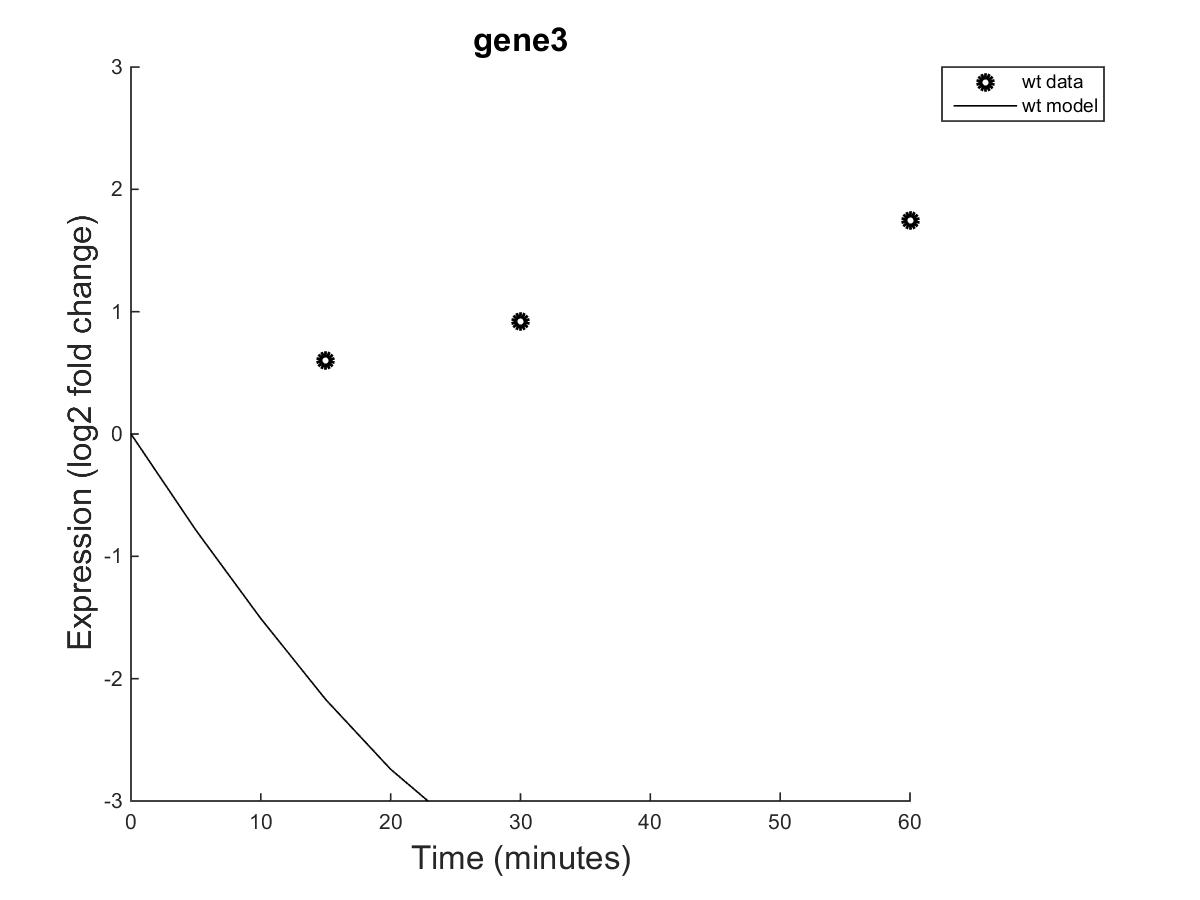 gene3
wt data
wt model
Expression (log2 fold change)
3
2
1
0
-1
-2
-3
0 10 20 30 40 50 60
Time (minutes)